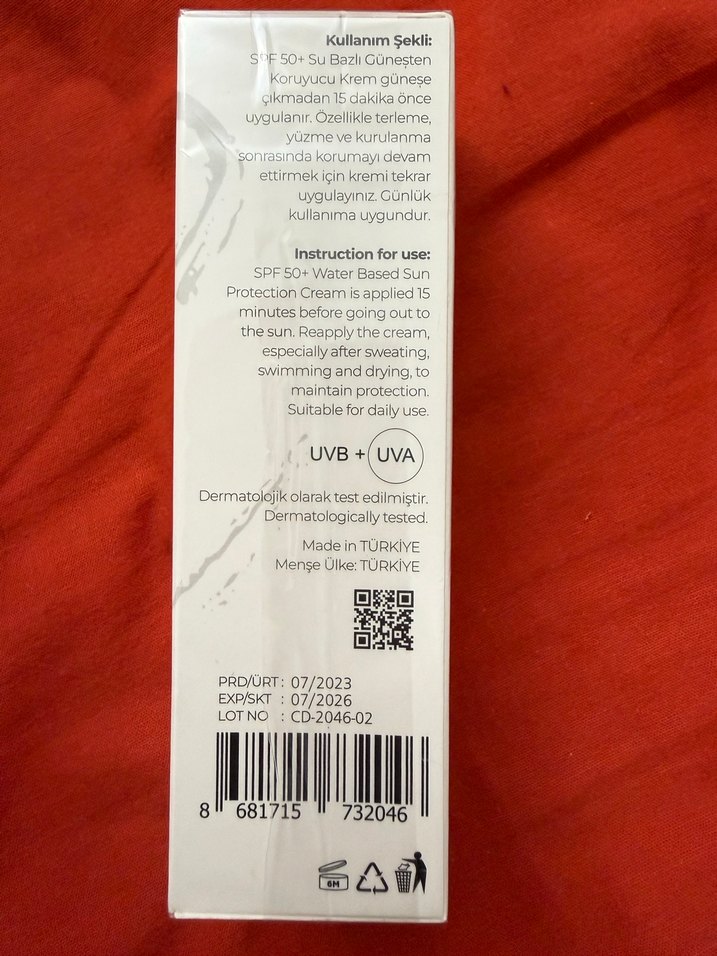 Kullanım Şekli:
SPF 50+ Su Bazlı Güneşten
Koruyucu Krem güneşe
çıkmadan 15 dakika önce
uygulanır. Özellikle terleme,
yüzme ve kurulanma
sonrasında korumayı devam
ettirmek için kremi tekrar
uygulayınız. Günlük
kullanıma uygundur.
Instruction for use:
SPF 50+ Water Based Sun
Protection Cream is applied 15
minutes before going out to
the sun. Reapply the cream,
especially after sweating,
swimming and drying, to
maintain protection.
Suitable for daily use.
UVB + UVA
Dermatolojik olarak test edilmiştir.
Dermatologically tested.
Made in TÜRKİYE
Menşe Ülke: TÜRKİYE
PRD/ÜRT : 07/2023
EXP/SKT : 07/2026
LOT NO : CD-2046-02
8 681715 732046
6M